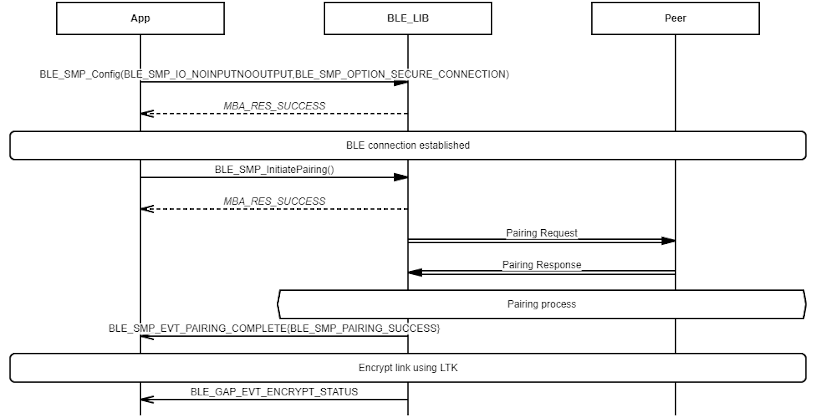 App
BLE_LIB
Peer
BLE_SMP_Config(BLE_SMP_IO_NOINPUTNOOUTPUT,BLE_SMP_OPTION_SECURE_CONNECTION)
MBA_RES_SUCCESS
BLE connection established
BLE_SMP_InitiatePairing()
MBA_RES_SUCCESS
Pairing Request
Pairing Response
Pairing process
BLE_SMP_EVT_PAIRING_COMPLETE(BLE_SMP_PAIRING_SUCCESS)
Encrypt link using LTK
BLE_GAP_EVT_ENCRYPT_STATUS